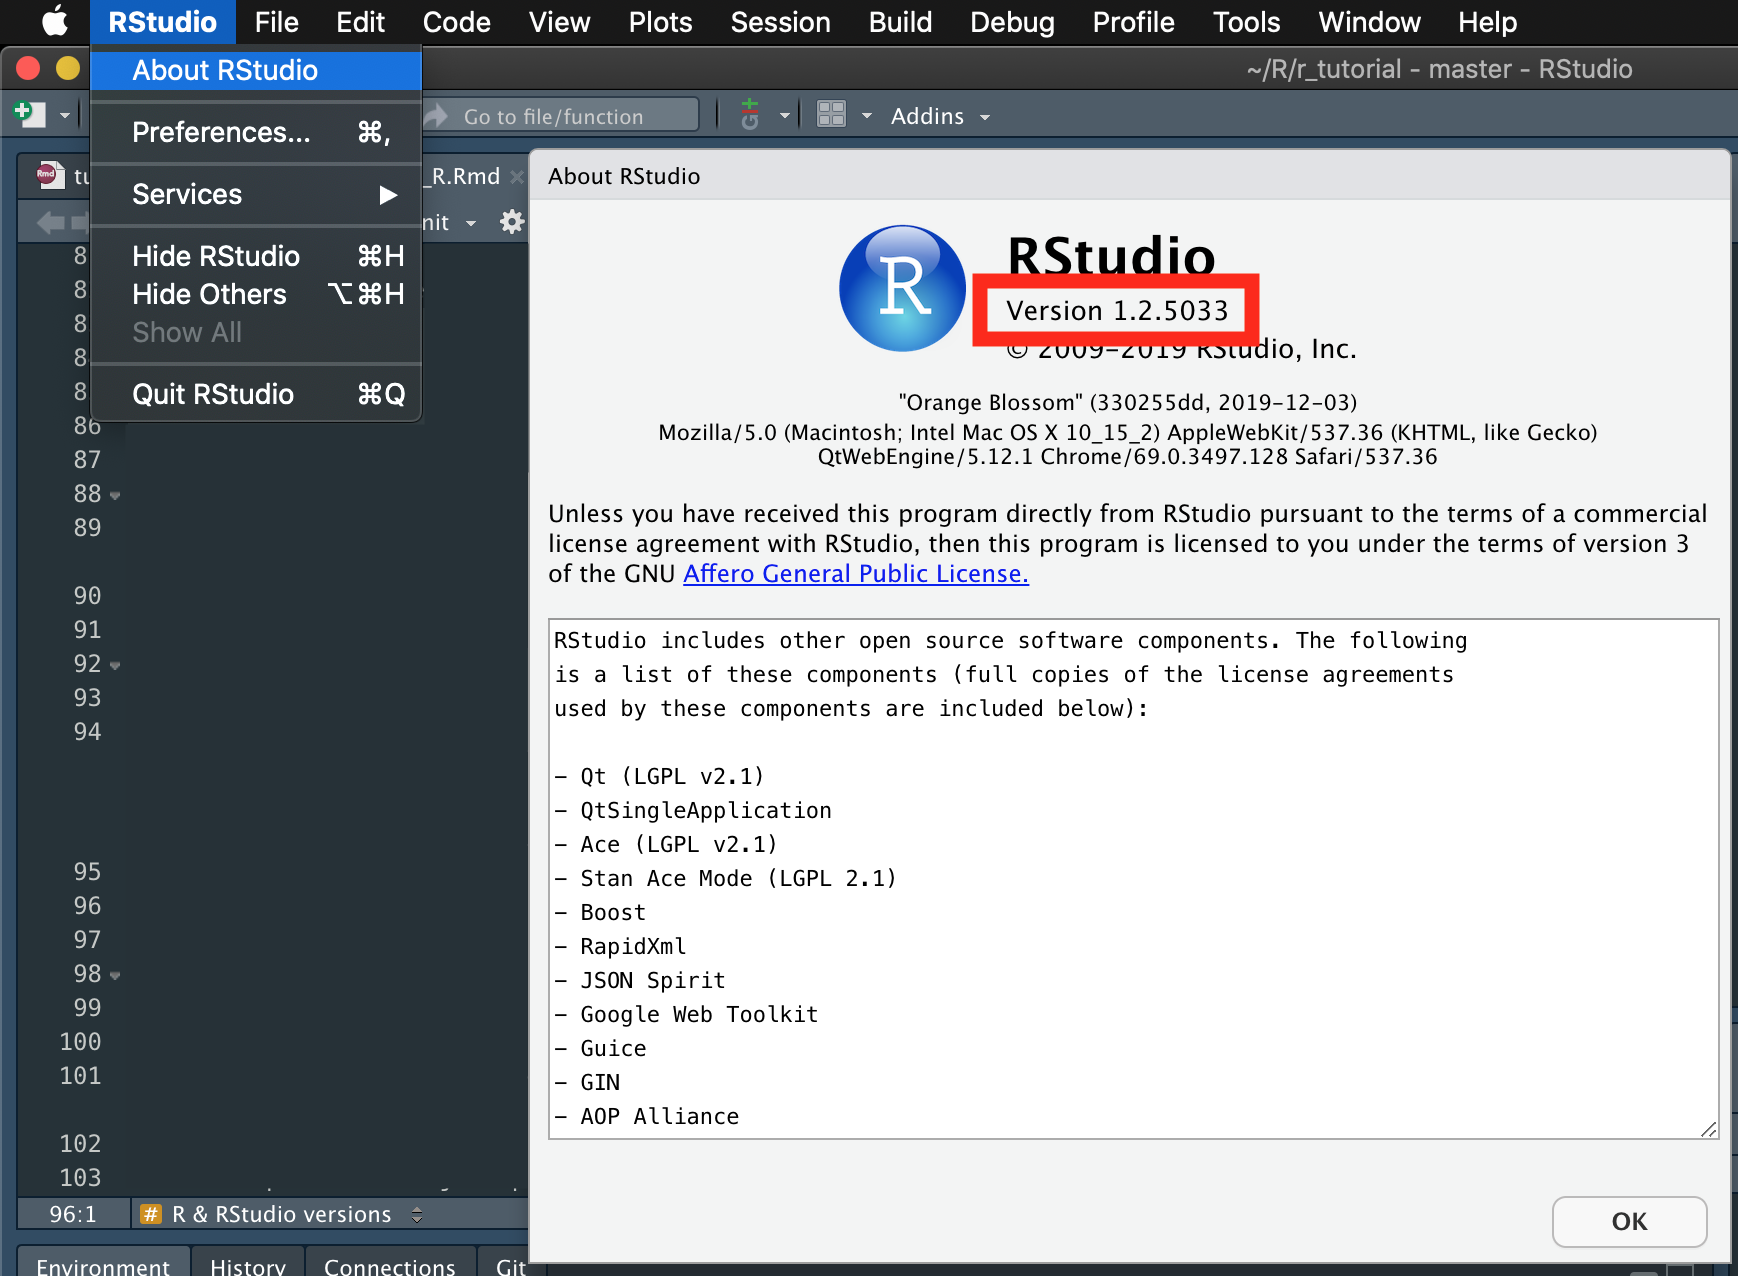 RStudio File Edit Code View Plots Session Build Debug Profile Tools Window Help
~/R/r_tutorial - master - RStudio
About RStudio
Preferences... ⌘,
Services ▶
Hide RStudio ⌘H
Hide Others ⌥⌘H
Show All
Quit RStudio ⌘Q
Go to file/function
Addins
Rmd
_R.Rmd
About RStudio
R
RStudio
Version 1.2.5033
© 2009-2019 RStudio, Inc.
"Orange Blossom" (330255dd, 2019-12-03)
Mozilla/5.0 (Macintosh; Intel Mac OS X 10_15_2) AppleWebKit/537.36 (KHTML, like Gecko)
QtWebEngine/5.12.1 Chrome/69.0.3497.128 Safari/537.36
Unless you have received this program directly from RStudio pursuant to the terms of a commercial
license agreement with RStudio, then this program is licensed to you under the terms of version 3
of the GNU Affero General Public License.
RStudio includes other open source software components. The following
is a list of these components (full copies of the license agreements
used by these components are included below):
- Qt (LGPL v2.1)
- QtSingleApplication
- Ace (LGPL v2.1)
- Stan Ace Mode (LGPL 2.1)
- Boost
- RapidXml
- JSON Spirit
- Google Web Toolkit
- Guice
- GIN
- AOP Alliance
OK
86
87
88
89
90
91
92
93
94
95
96
97
98
99
100
101
102
103
96:1 # R & RStudio versions
Environment History Connections Git